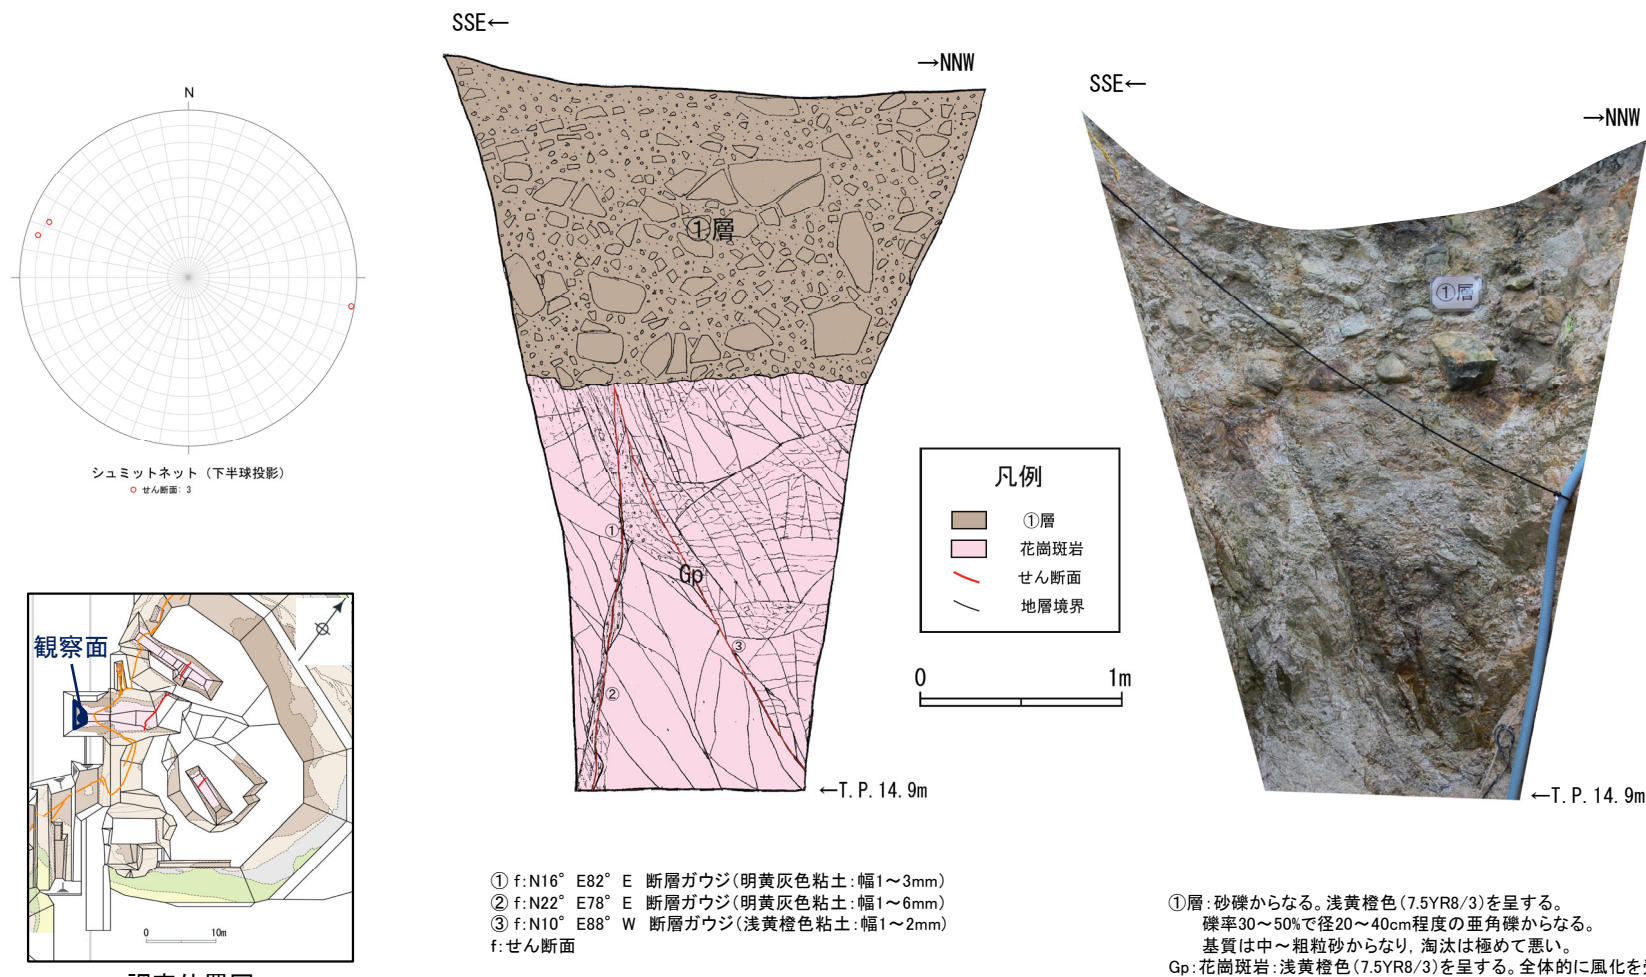 SSE←
→NNW
SSE←
→NNW
N
①層
①層
シュミットネット（下半球投影）
せん断面: 3
凡例
①層
花崗斑岩
せん断面
地層境界
①
Gp
③
②
0 1m
観察面
0 10m
←T.P.14.9m
←T.P.14.9m
① f:N16° E82° E 断層ガウジ(明黄灰色粘土:幅1～3mm)
② f:N22° E78° E 断層ガウジ(明黄灰色粘土:幅1～6mm)
③ f:N10° E88° W 断層ガウジ(浅黄橙色粘土:幅1～2mm)
f:せん断面
①層:砂礫からなる。浅黄橙色(7.5YR8/3)を呈する。
礫率30～50%で径20～40cm程度の亜角礫からなる。
基質は中～粗粒砂からなり,淘汰は極めて悪い。
Gp:花崗斑岩:浅黄橙色(7.5YR8/3)を呈する。全体的に風化を